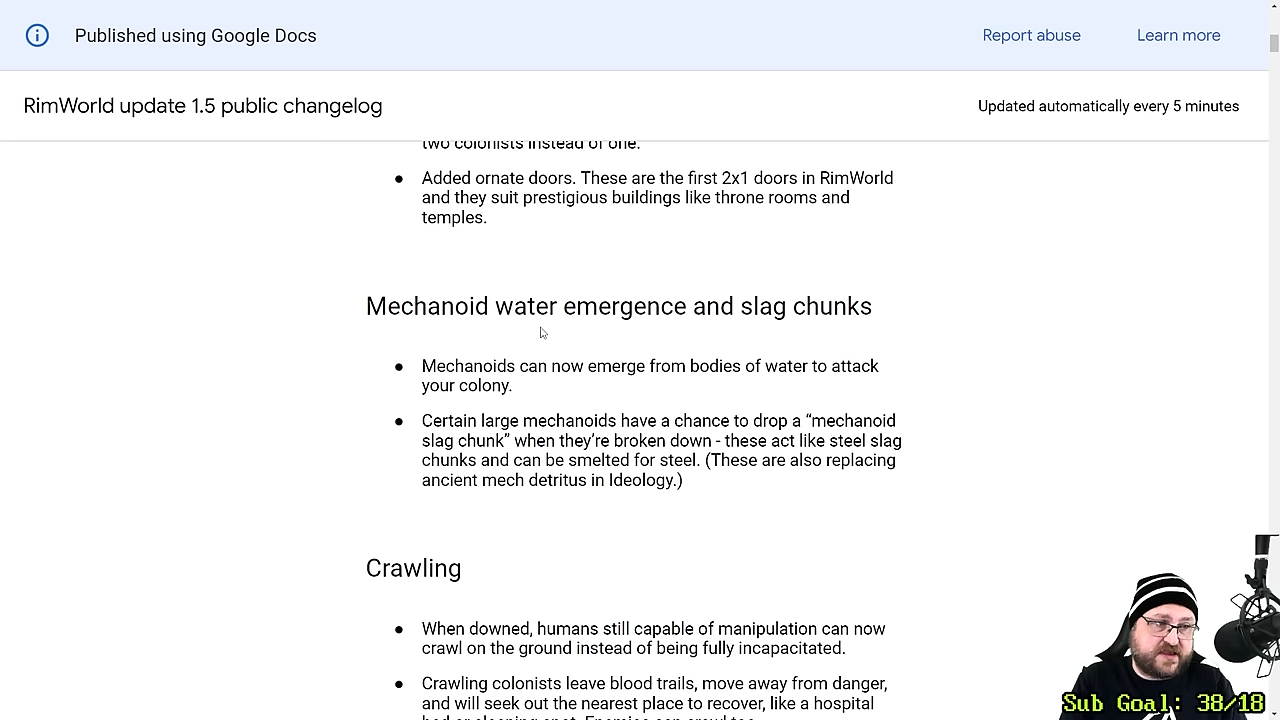 Published using Google Docs
Report abuse
Learn more
RimWorld update 1.5 public changelog
Updated automatically every 5 minutes
two colonists instead of one.
● Added ornate doors. These are the first 2x1 doors in RimWorld
and they suit prestigious buildings like throne rooms and
temples.
Mechanoid water emergence and slag chunks
● Mechanoids can now emerge from bodies of water to attack
your colony.
● Certain large mechanoids have a chance to drop a “mechanoid
slag chunk” when they’re broken down - these act like steel slag
chunks and can be smelted for steel. (These are also replacing
ancient mech detritus in Ideology.)
Crawling
● When downed, humans still capable of manipulation can now
crawl on the ground instead of being fully incapacitated.
● Crawling colonists leave blood trails, move away from danger,
and will seek out the nearest place to recover, like a hospital
Sub Goal: 38/18